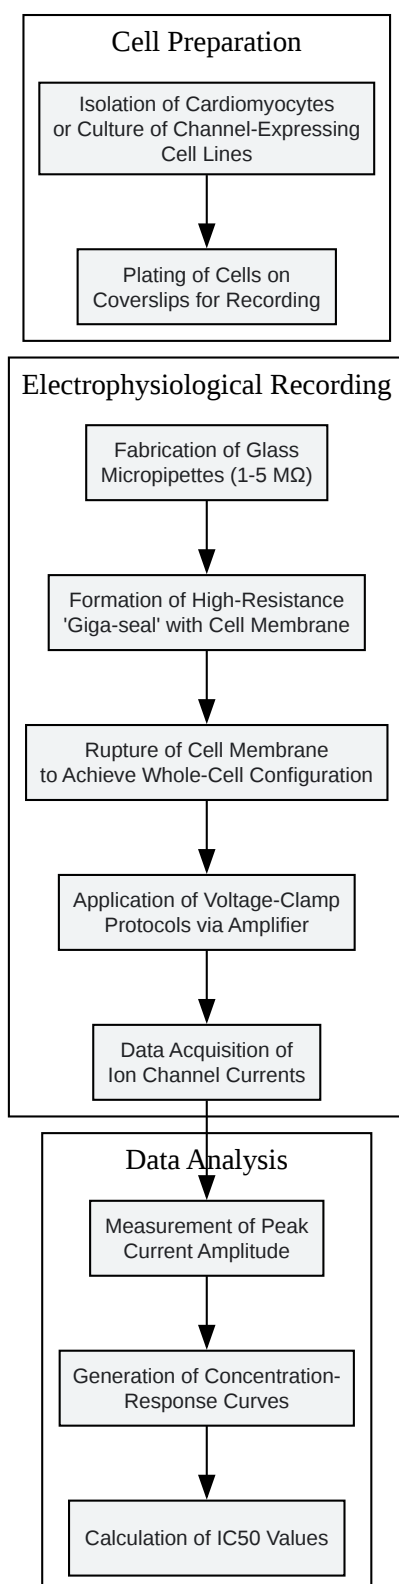 Cell Preparation
Isolation of Cardiomyocytes
or Culture of Channel-Expressing
Cell Lines
Plating of Cells on
Coverslips for Recording
Electrophysiological Recording
Fabrication of Glass
Micropipettes (1-5 MΩ)
Formation of High-Resistance
'Giga-seal' with Cell Membrane
Rupture of Cell Membrane
to Achieve Whole-Cell Configuration
Application of Voltage-Clamp
Protocols via Amplifier
Data Acquisition of
Ion Channel Currents
Data Analysis
Measurement of Peak
Current Amplitude
Generation of Concentration-
Response Curves
Calculation of IC50 Values